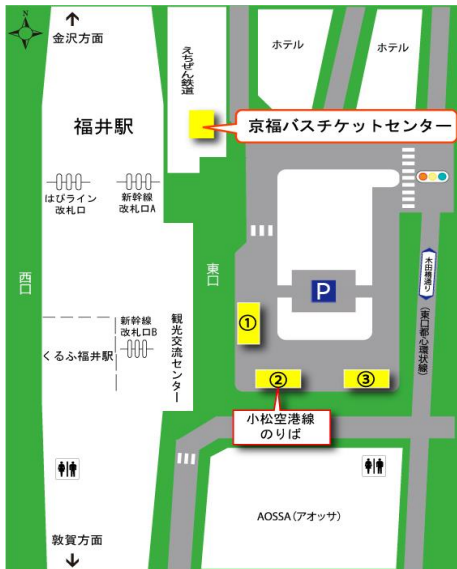 N
金沢方面
えちぜん鉄道
ホテル
ホテル
福井駅
京福バスチケットセンター
はぴライン
改札口
新幹線
改札口A
西口
東口
P
木田橋通り
(東口都心環状線)
①
観光交流センター
新幹線
改札口B
くるふ福井駅
②
③
小松空港線
のりば
AOSSA(アオッサ)
敦賀方面